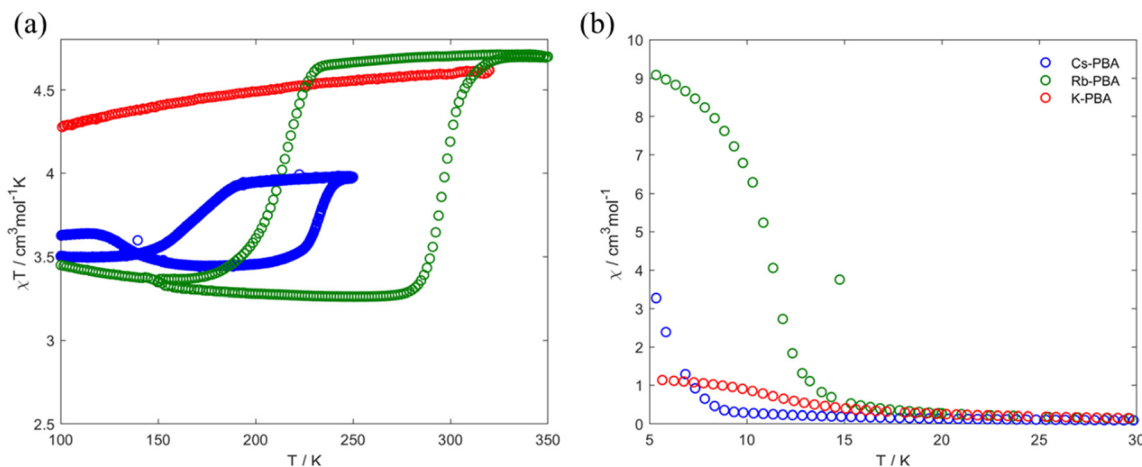 (a)
4.5
4
3.5
3
2.5
100 150 200 250 300 350
T / K
χT / cm³mol⁻¹K
(b)
10
9
8
7
6
5
4
3
2
1
0
5 10 15 20 25 30
T / K
χ / cm³mol⁻¹
Cs-PBA
Rb-PBA
K-PBA